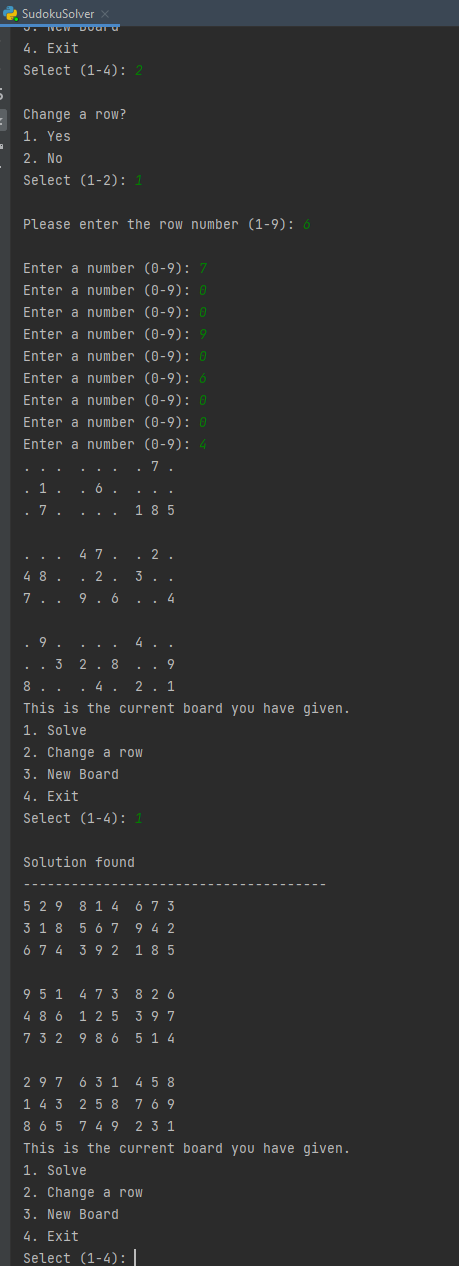 SudokuSolver ×
3. New Board
4. Exit
Select (1-4): 2
Change a row?
1. Yes
2. No
Select (1-2): 1
Please enter the row number (1-9): 6
Enter a number (0-9): 7
Enter a number (0-9): 0
Enter a number (0-9): 0
Enter a number (0-9): 9
Enter a number (0-9): 0
Enter a number (0-9): 6
Enter a number (0-9): 0
Enter a number (0-9): 0
Enter a number (0-9): 4
. . .  . . .  . 7 .
. 1 .  . 6 .  . . .
. 7 .  . . .  1 8 5
. . .  4 7 .  . 2 .
4 8 .  . 2 .  3 . .
7 . .  9 . 6  . . 4
. 9 .  . . .  4 . .
. . 3  2 . 8  . . 9
8 . .  . 4 .  2 . 1
This is the current board you have given.
1. Solve
2. Change a row
3. New Board
4. Exit
Select (1-4): 1
Solution found
--------------------------------------
5 2 9  8 1 4  6 7 3
3 1 8  5 6 7  9 4 2
6 7 4  3 9 2  1 8 5
9 5 1  4 7 3  8 2 6
4 8 6  1 2 5  3 9 7
7 3 2  9 8 6  5 1 4
2 9 7  6 3 1  4 5 8
1 4 3  2 5 8  7 6 9
8 6 5  7 4 9  2 3 1
This is the current board you have given.
1. Solve
2. Change a row
3. New Board
4. Exit
Select (1-4):